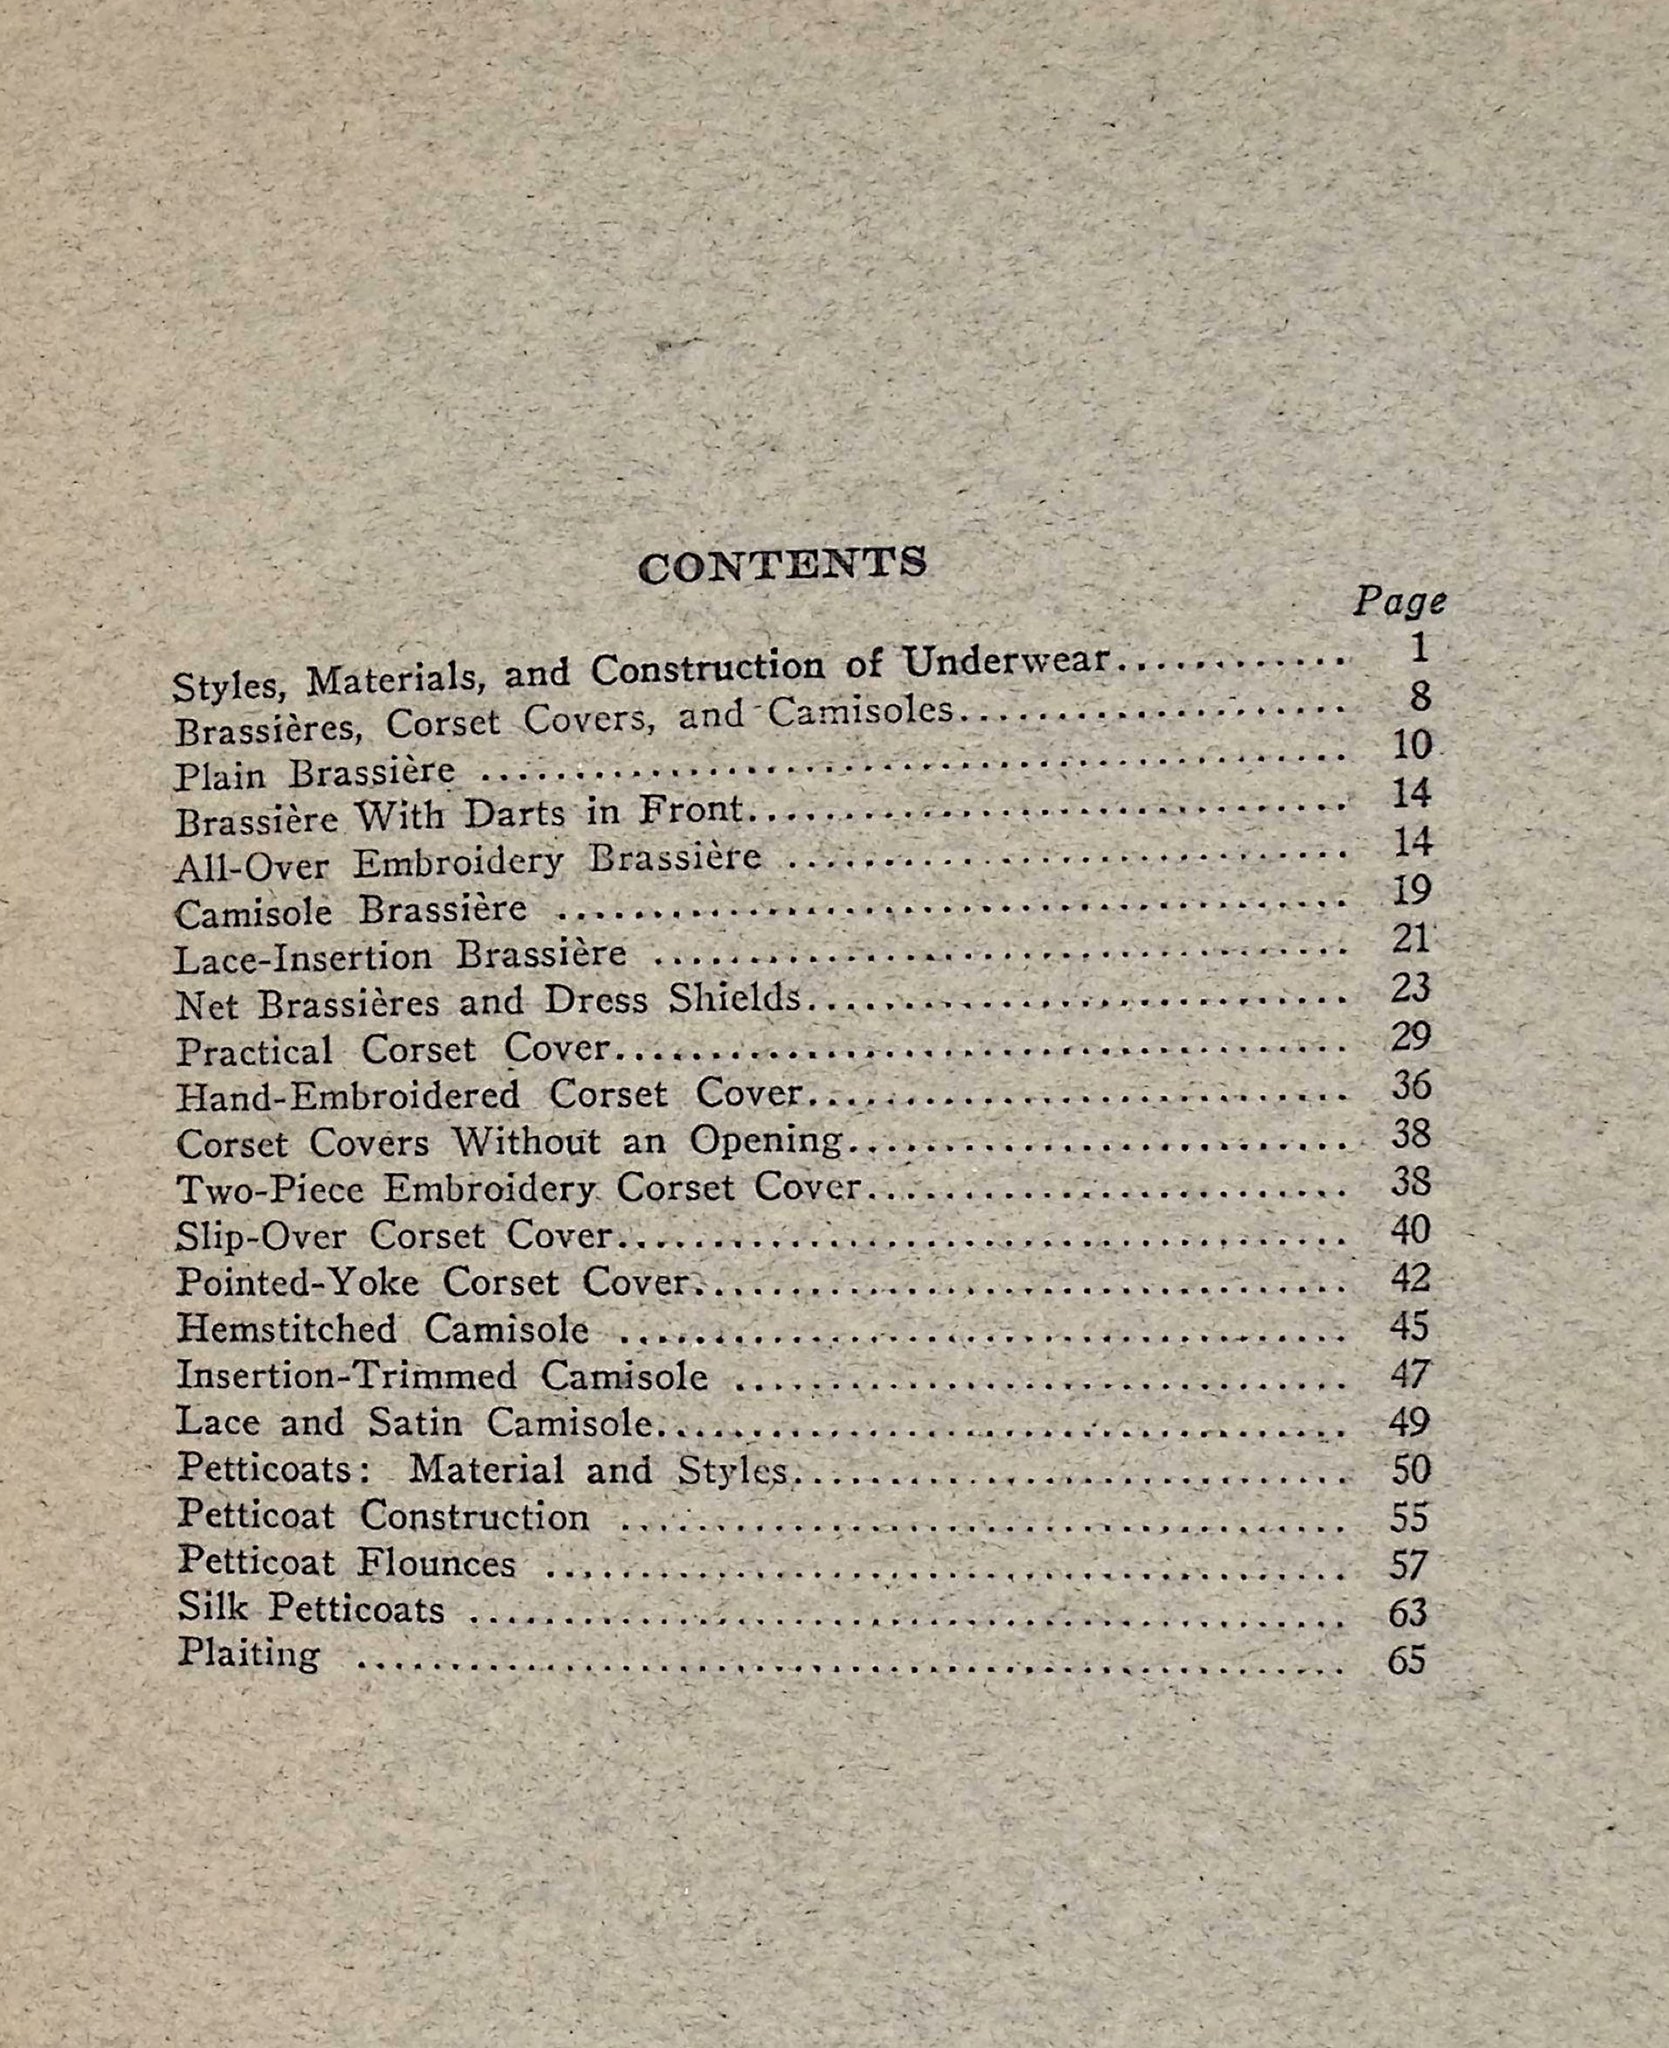 CONTENTS
Page
Styles, Materials, and Construction of Underwear............ 1
Brassières, Corset Covers, and Camisoles.................... 8
Plain Brassière ............................................ 10
Brassière With Darts in Front............................... 14
All-Over Embroidery Brassière .............................. 14
Camisole Brassière ......................................... 19
Lace-Insertion Brassière ................................... 21
Net Brassières and Dress Shields............................ 23
Practical Corset Cover...................................... 29
Hand-Embroidered Corset Cover............................... 36
Corset Covers Without an Opening............................ 38
Two-Piece Embroidery Corset Cover........................... 38
Slip-Over Corset Cover...................................... 40
Pointed-Yoke Corset Cover................................... 42
Hemstitched Camisole ....................................... 45
Insertion-Trimmed Camisole ................................. 47
Lace and Satin Camisole..................................... 49
Petticoats: Material and Styles............................. 50
Petticoat Construction ..................................... 55
Petticoat Flounces ......................................... 57
Silk Petticoats ............................................ 63
Plaiting ................................................... 65